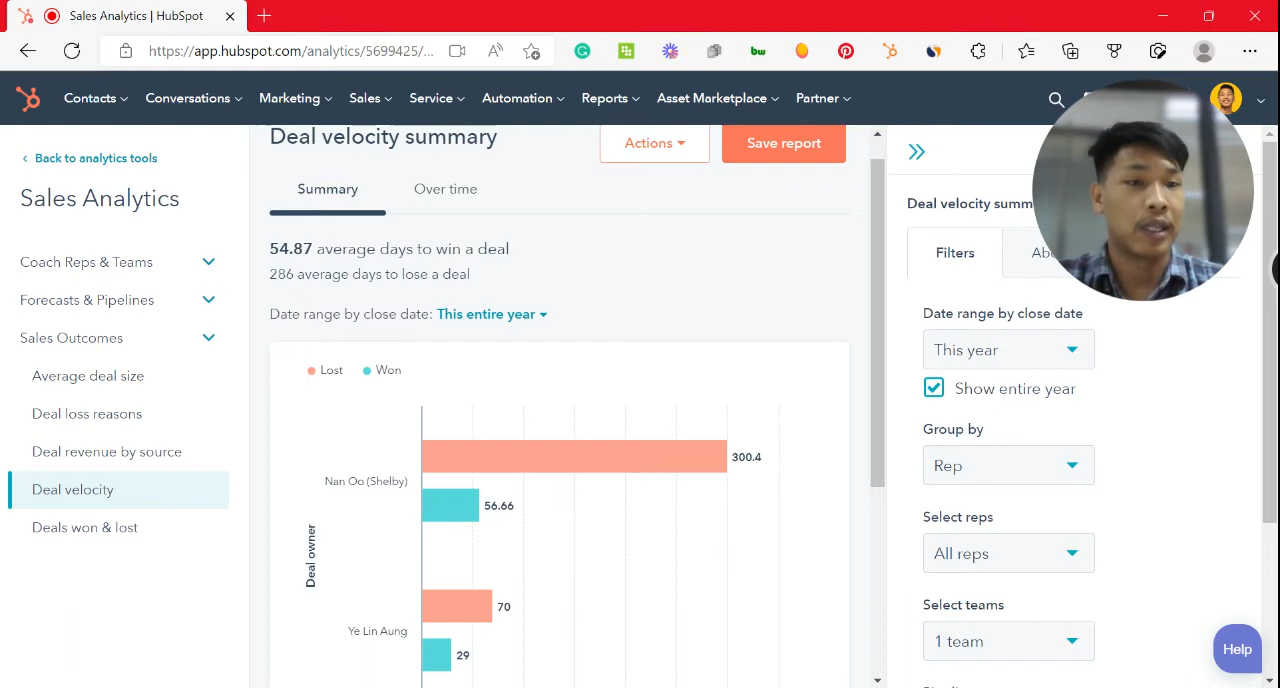 Sales Analytics | HubSpot
https://app.hubspot.com/analytics/5699425/...
bw
Contacts
Conversations
Marketing
Sales
Service
Automation
Reports
Asset Marketplace
Partner
Back to analytics tools
Sales Analytics
Coach Reps & Teams
Forecasts & Pipelines
Sales Outcomes
Average deal size
Deal loss reasons
Deal revenue by source
Deal velocity
Deals won & lost
Deal velocity summary
Actions
Save report
Summary
Over time
54.87 average days to win a deal
286 average days to lose a deal
Date range by close date: This entire year
Lost
Won
Deal owner
Nan Oo (Shelby)
300.4
56.66
Ye Lin Aung
70
29
Deal velocity summ
Filters
Ab
Date range by close date
This year
Show entire year
Group by
Rep
Select reps
All reps
Select teams
1 team
Help